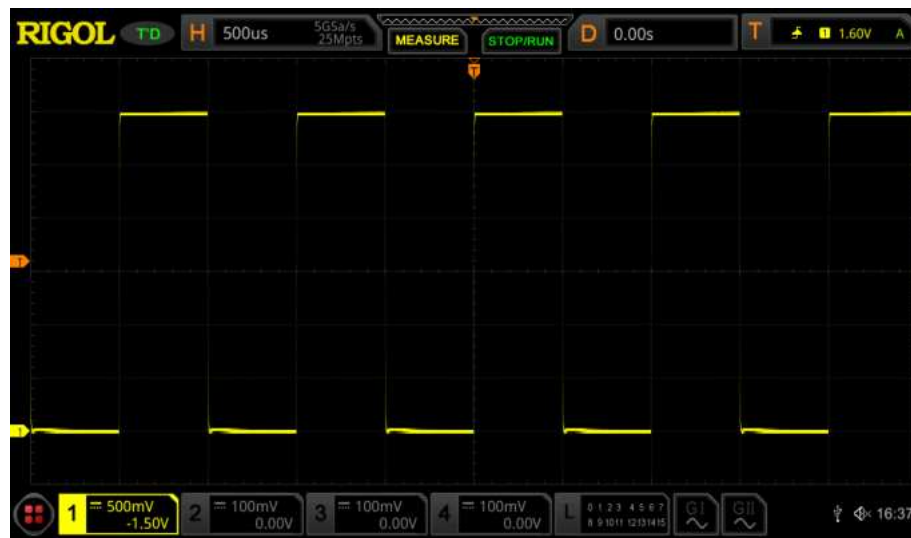 RIGOL T'D H 500us 5GSa/s 25Mpts MEASURE STOP/RUN D 0.00s T 1 1.60V A
T
T
1
1 500mV -1.50V 2 100mV 0.00V 3 100mV 0.00V 4 100mV 0.00V L 0 1 2 3 4 5 6 7 8 9 10 11 12 13 14 15 GI GII 16:37